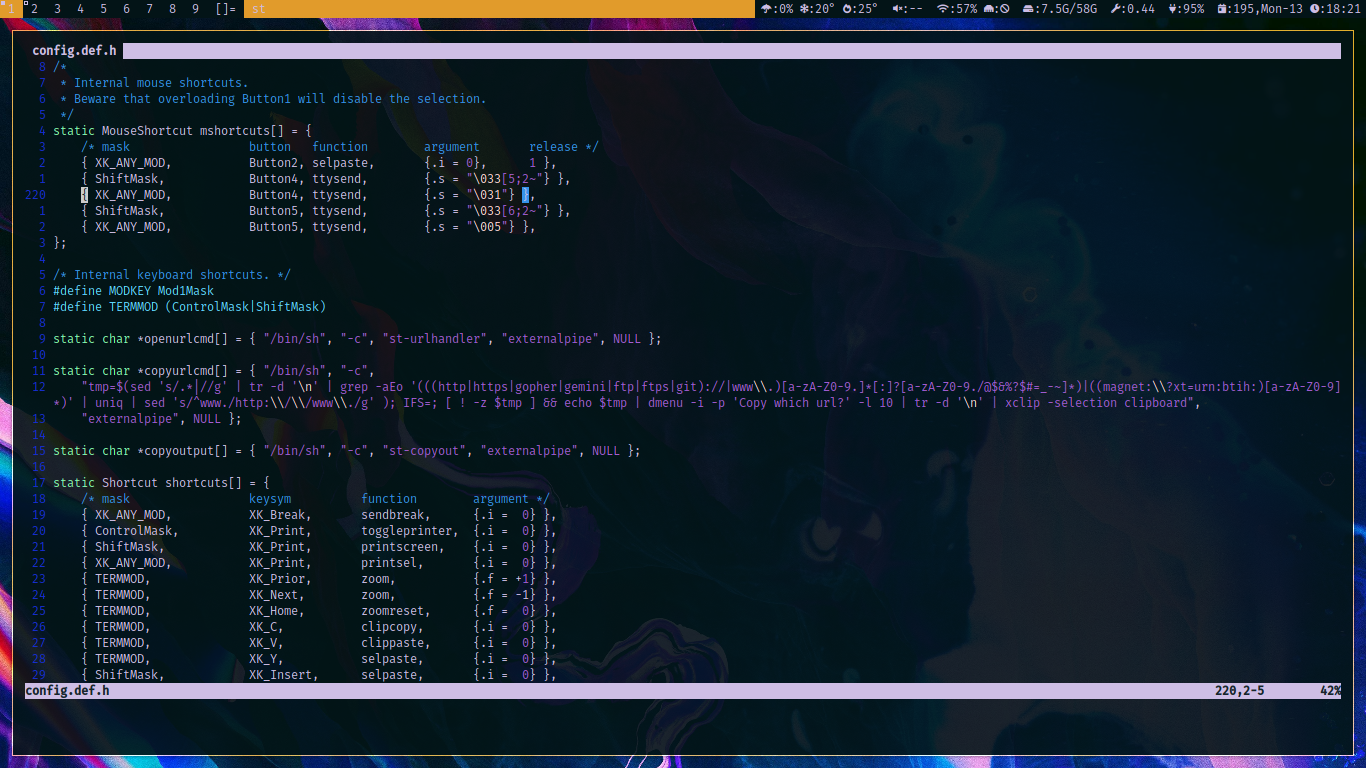 1 2 3 4 5 6 7 8 9 []= st :0% :20° :25° :-- :57% : :7.5G/58G :0.44 :95% :195,Mon-13 :18:21
config.def.h
8 /*
7  * Internal mouse shortcuts.
6  * Beware that overloading Button1 will disable the selection.
5  */
4 static MouseShortcut mshortcuts[] = {
3     /* mask                 button   function        argument       release */
2     { XK_ANY_MOD,           Button2, selpaste,       {.i = 0},      1 },
1     { ShiftMask,            Button4, ttysend,        {.s = "\033[5;2~"} },
220     { XK_ANY_MOD,           Button4, ttysend,        {.s = "\031"} },
1     { ShiftMask,            Button5, ttysend,        {.s = "\033[6;2~"} },
2     { XK_ANY_MOD,           Button5, ttysend,        {.s = "\005"} },
3 };
4
5 /* Internal keyboard shortcuts. */
6 #define MODKEY Mod1Mask
7 #define TERMMOD (ControlMask|ShiftMask)
8
9 static char *openurlcmd[] = { "/bin/sh", "-c", "st-urlhandler", "externalpipe", NULL };
10
11 static char *copyurlcmd[] = { "/bin/sh", "-c",
12     "tmp=$(sed 's/.*│//g' | tr -d '\n' | grep -aEo '(((http|https|gopher|gemini|ftp|ftps|git)://|www\\.)[a-zA-Z0-9.]*[:]?[a-zA-Z0-9./@$&%?$#=_-~]*)|((magnet:\\?xt=urn:btih:)[a-zA-Z0-9]
*)' | uniq | sed 's/^www./http:\\/\\/www\\./g' ); IFS=; [ ! -z $tmp ] && echo $tmp | dmenu -i -p 'Copy which url?' -l 10 | tr -d '\n' | xclip -selection clipboard",
13     "externalpipe", NULL };
14
15 static char *copyoutput[] = { "/bin/sh", "-c", "st-copyout", "externalpipe", NULL };
16
17 static Shortcut shortcuts[] = {
18     /* mask                 keysym          function        argument */
19     { XK_ANY_MOD,           XK_Break,       sendbreak,      {.i =  0} },
20     { ControlMask,          XK_Print,       toggleprinter,  {.i =  0} },
21     { ShiftMask,            XK_Print,       printscreen,    {.i =  0} },
22     { XK_ANY_MOD,           XK_Print,       printsel,       {.i =  0} },
23     { TERMMOD,              XK_Prior,       zoom,           {.f = +1} },
24     { TERMMOD,              XK_Next,        zoom,           {.f = -1} },
25     { TERMMOD,              XK_Home,        zoomreset,      {.f =  0} },
26     { TERMMOD,              XK_C,           clipcopy,       {.i =  0} },
27     { TERMMOD,              XK_V,           clippaste,      {.i =  0} },
28     { TERMMOD,              XK_Y,           selpaste,       {.i =  0} },
29     { ShiftMask,            XK_Insert,      selpaste,       {.i =  0} },
config.def.h 220,2-5 42%